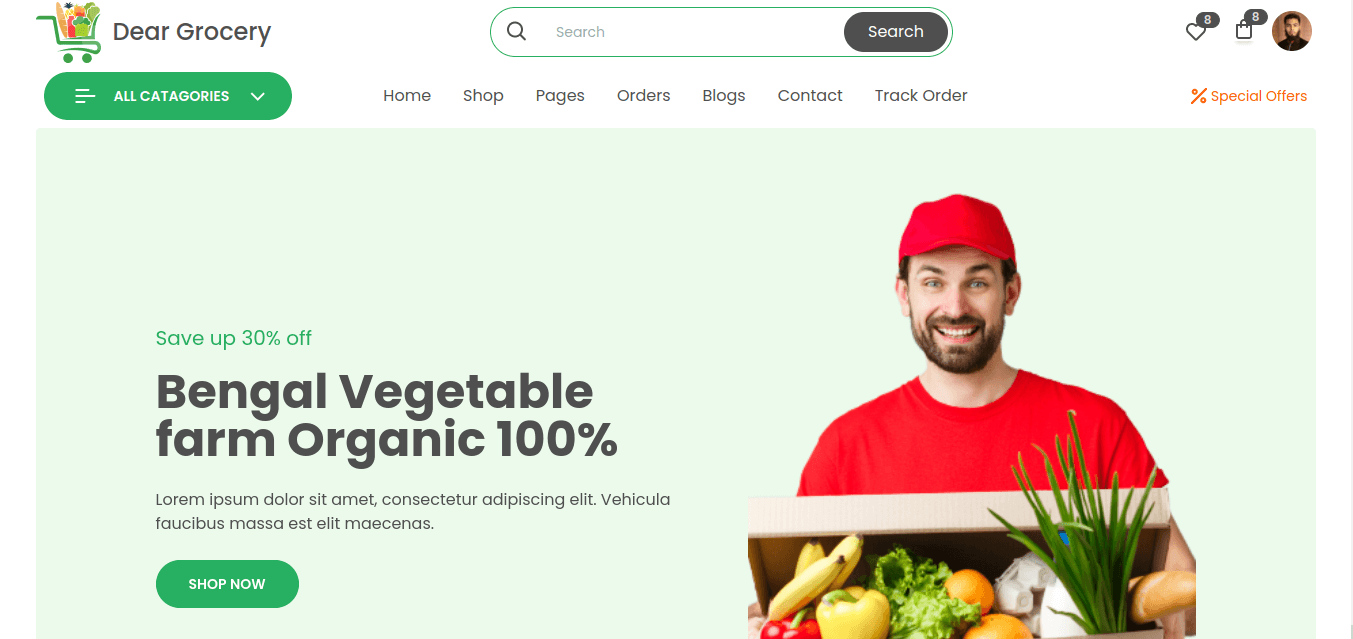 Dear Grocery
Search
Search
8
8
ALL CATAGORIES
Home
Shop
Pages
Orders
Blogs
Contact
Track Order
Special Offers
Save up 30% off
Bengal Vegetable
farm Organic 100%
Lorem ipsum dolor sit amet, consectetur adipiscing elit. Vehicula
faucibus massa est elit maecenas.
SHOP NOW